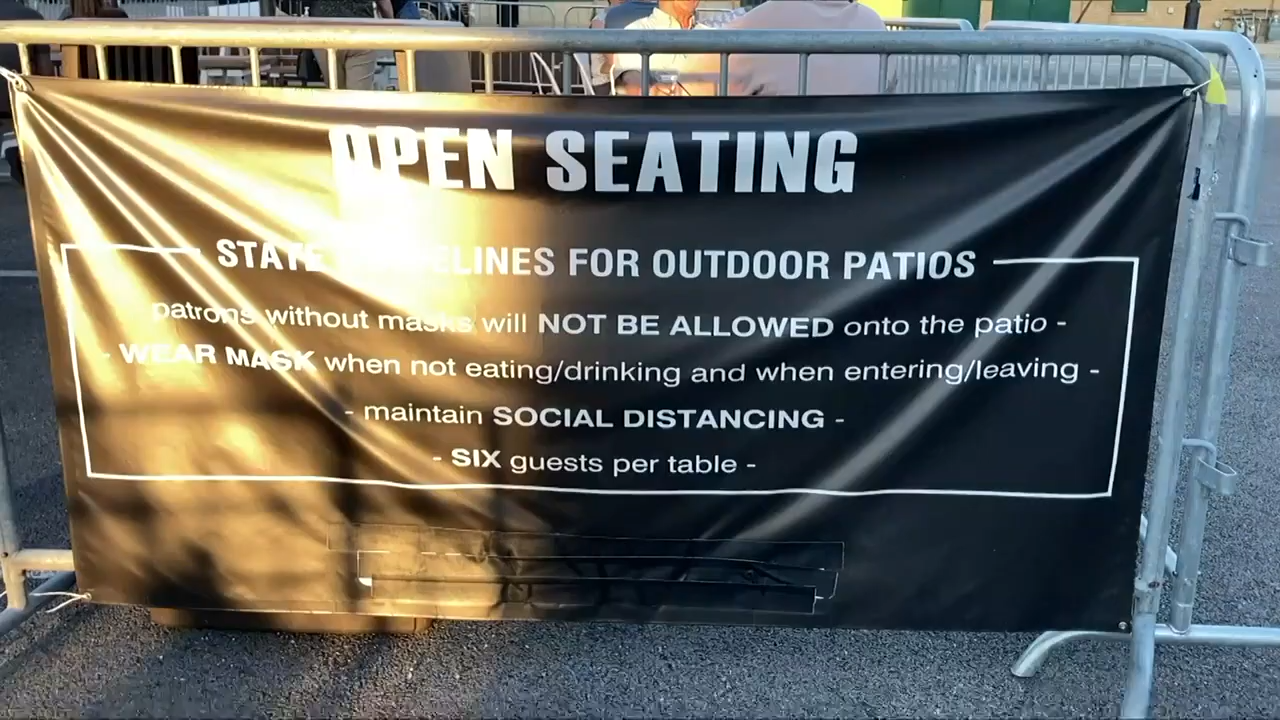 OPEN SEATING
STATE GUIDELINES FOR OUTDOOR PATIOS
patrons without masks will NOT BE ALLOWED onto the patio -
- WEAR MASK when not eating/drinking and when entering/leaving -
- maintain SOCIAL DISTANCING -
- SIX guests per table -